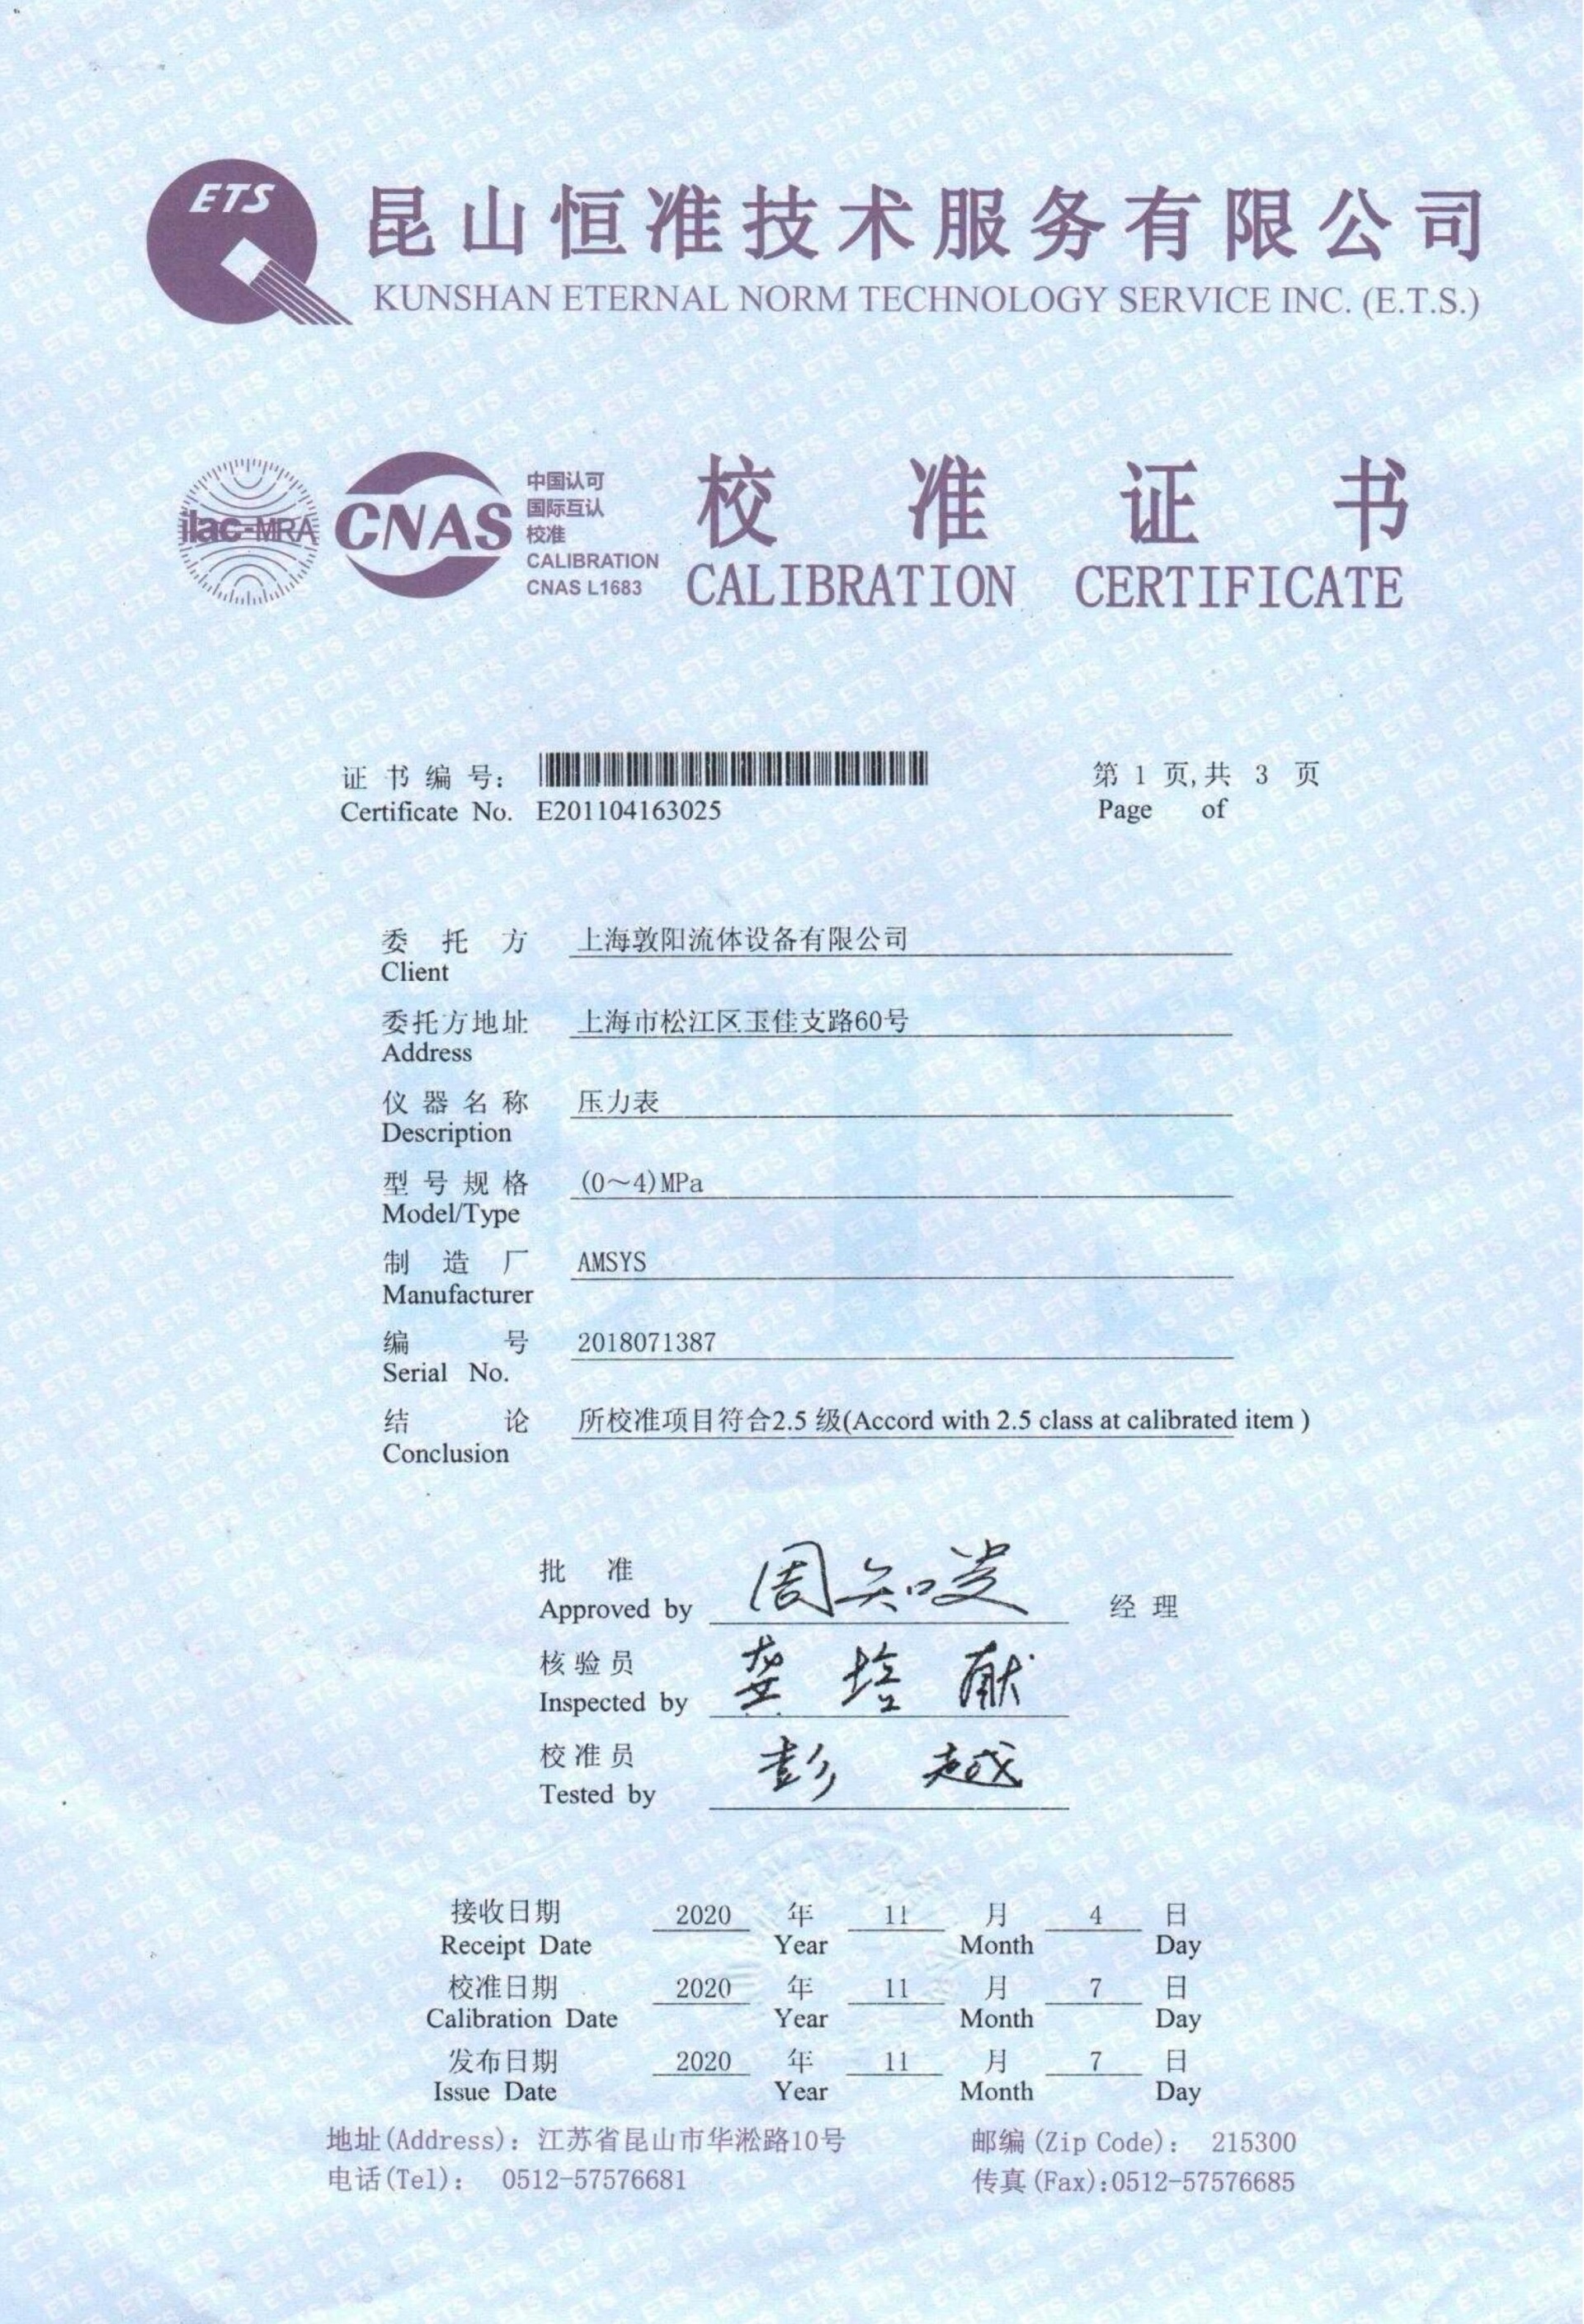 ETS
昆山恒准技术服务有限公司
KUNSHAN ETERNAL NORM TECHNOLOGY SERVICE INC. (E.T.S.)
ilac-MRA
CNAS
中国认可
国际互认
校准
CALIBRATION
CNAS L1683
校准证书
CALIBRATION CERTIFICATE
证书编号:
Certificate No. E201104163025
第 1 页,共 3 页
Page of
委托方 上海敦阳流体设备有限公司
Client
委托方地址 上海市松江区玉佳支路60号
Address
仪器名称 压力表
Description
型号规格 (0~4)MPa
Model/Type
制造厂 AMSYS
Manufacturer
编号 2018071387
Serial No.
结论 所校准项目符合2.5 级(Accord with 2.5 class at calibrated item )
Conclusion
批准
Approved by 经理
核验员 龚培献
Inspected by
校准员 彭越
Tested by
接收日期 2020 年 11 月 4 日
Receipt Date Year Month Day
校准日期 2020 年 11 月 7 日
Calibration Date Year Month Day
发布日期 2020 年 11 月 7 日
Issue Date Year Month Day
地址(Address): 江苏省昆山市华淞路10号 邮编(Zip Code): 215300
电话(Tel): 0512-57576681 传真(Fax):0512-57576685